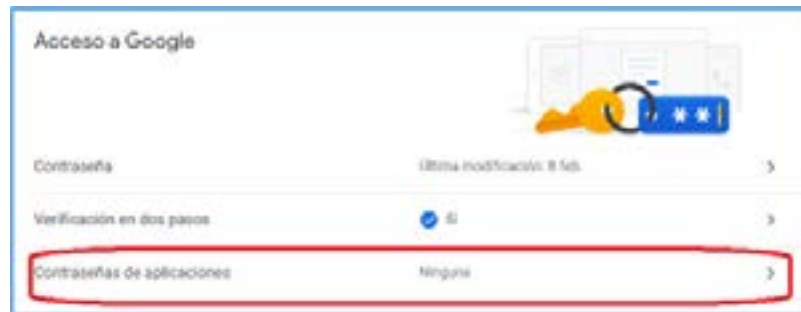 Acceso a Google
Contraseña Última modificación: 8 feb.
Verificación en dos pasos Sí
Contraseñas de aplicaciones Ninguna